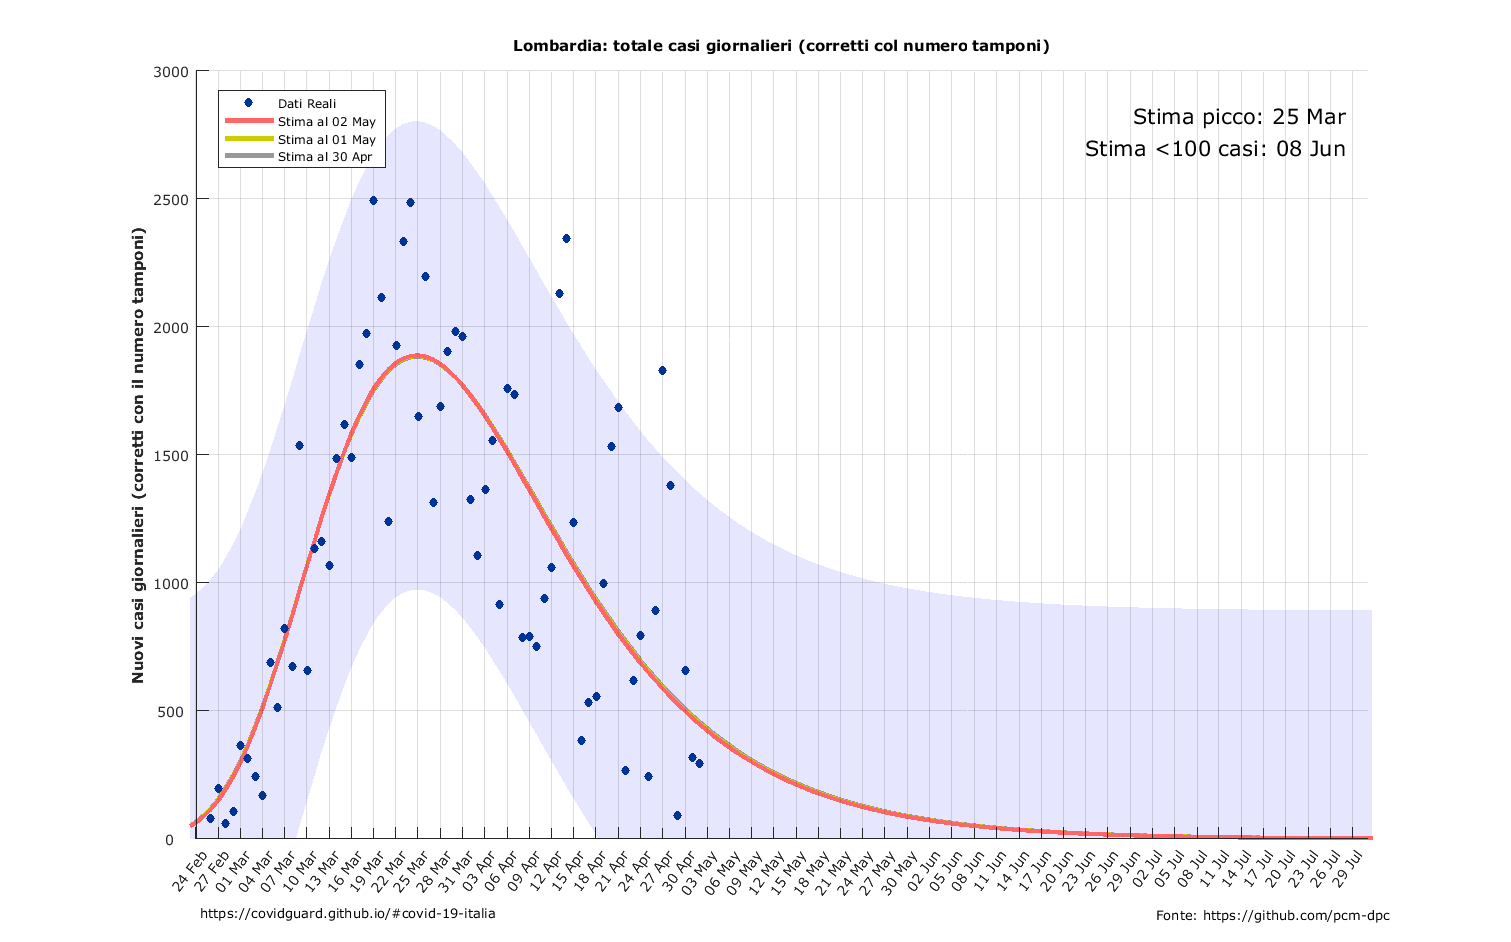 Lombardia: totale casi giornalieri (corretti col numero tamponi)
3000
2500
2000
1500
1000
500
0
Nuovi casi giornalieri (corretti con il numero tamponi)
Dati Reali
Stima al 02 May
Stima al 01 May
Stima al 30 Apr
Stima picco: 25 Mar
Stima <100 casi: 08 Jun
24 Feb
27 Feb
01 Mar
04 Mar
07 Mar
10 Mar
13 Mar
16 Mar
19 Mar
22 Mar
25 Mar
28 Mar
31 Mar
03 Apr
06 Apr
09 Apr
12 Apr
15 Apr
18 Apr
21 Apr
24 Apr
27 Apr
30 Apr
03 May
06 May
09 May
12 May
15 May
18 May
21 May
24 May
27 May
30 May
02 Jun
05 Jun
08 Jun
11 Jun
14 Jun
17 Jun
20 Jun
23 Jun
26 Jun
29 Jun
02 Jul
05 Jul
08 Jul
11 Jul
14 Jul
17 Jul
20 Jul
23 Jul
26 Jul
29 Jul
https://covidguard.github.io/#covid-19-italia
Fonte: https://github.com/pcm-dpc